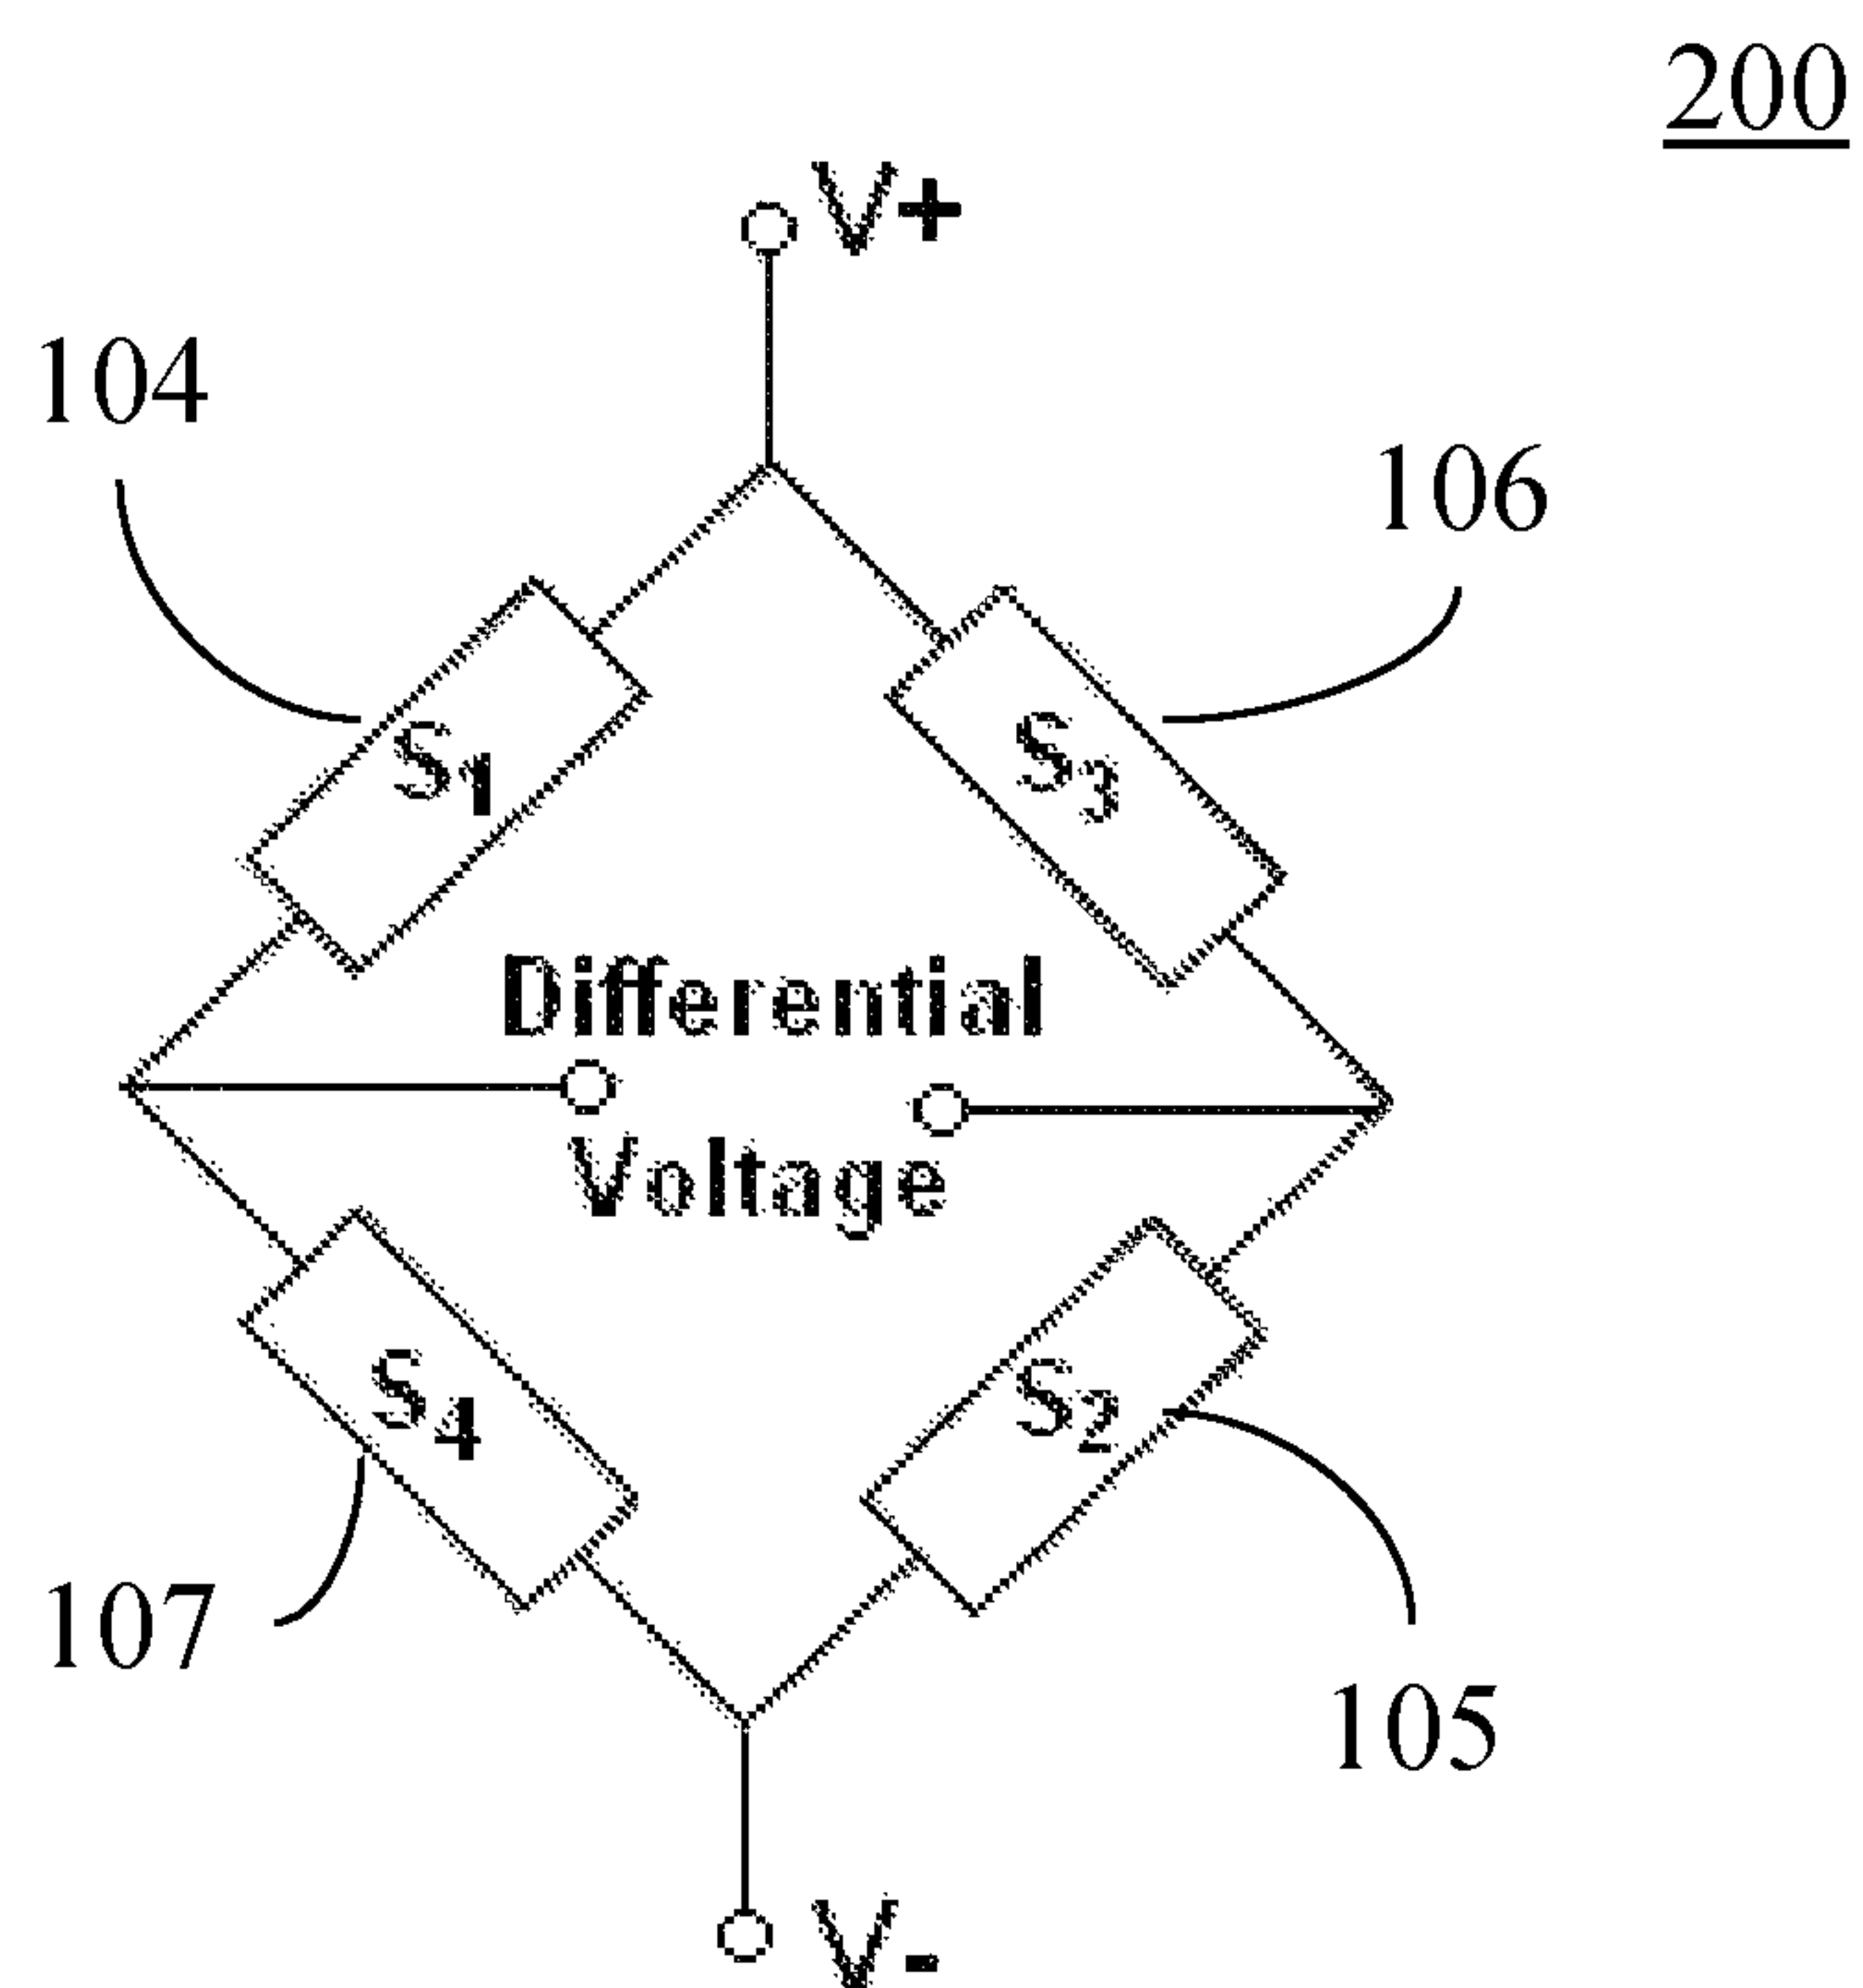 200
V+
104
106
S1
S3
Differential
Voltage
S4
S2
107
105
V-